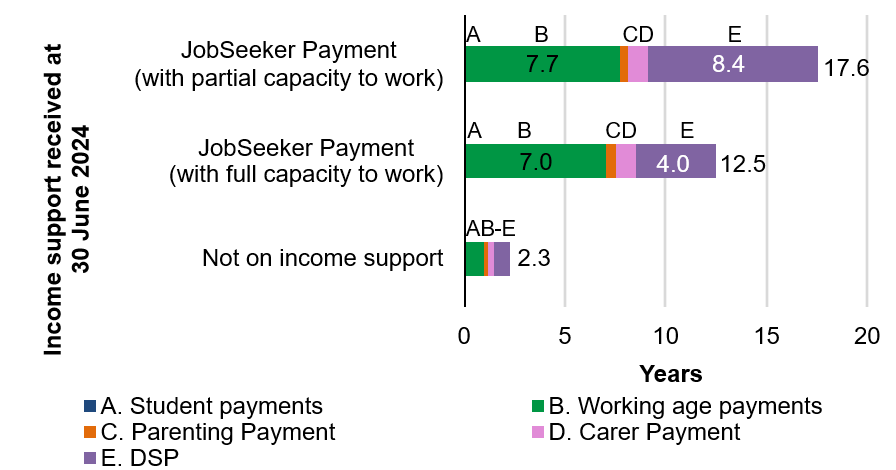 Income support received at
30 June 2024
A B CD E
JobSeeker Payment
(with partial capacity to work)
7.7 8.4 17.6
A B CD E
JobSeeker Payment
(with full capacity to work)
7.0 4.0 12.5
AB-E
Not on income support 2.3
0 5 10 15 20
Years
A. Student payments B. Working age payments
C. Parenting Payment D. Carer Payment
E. DSP